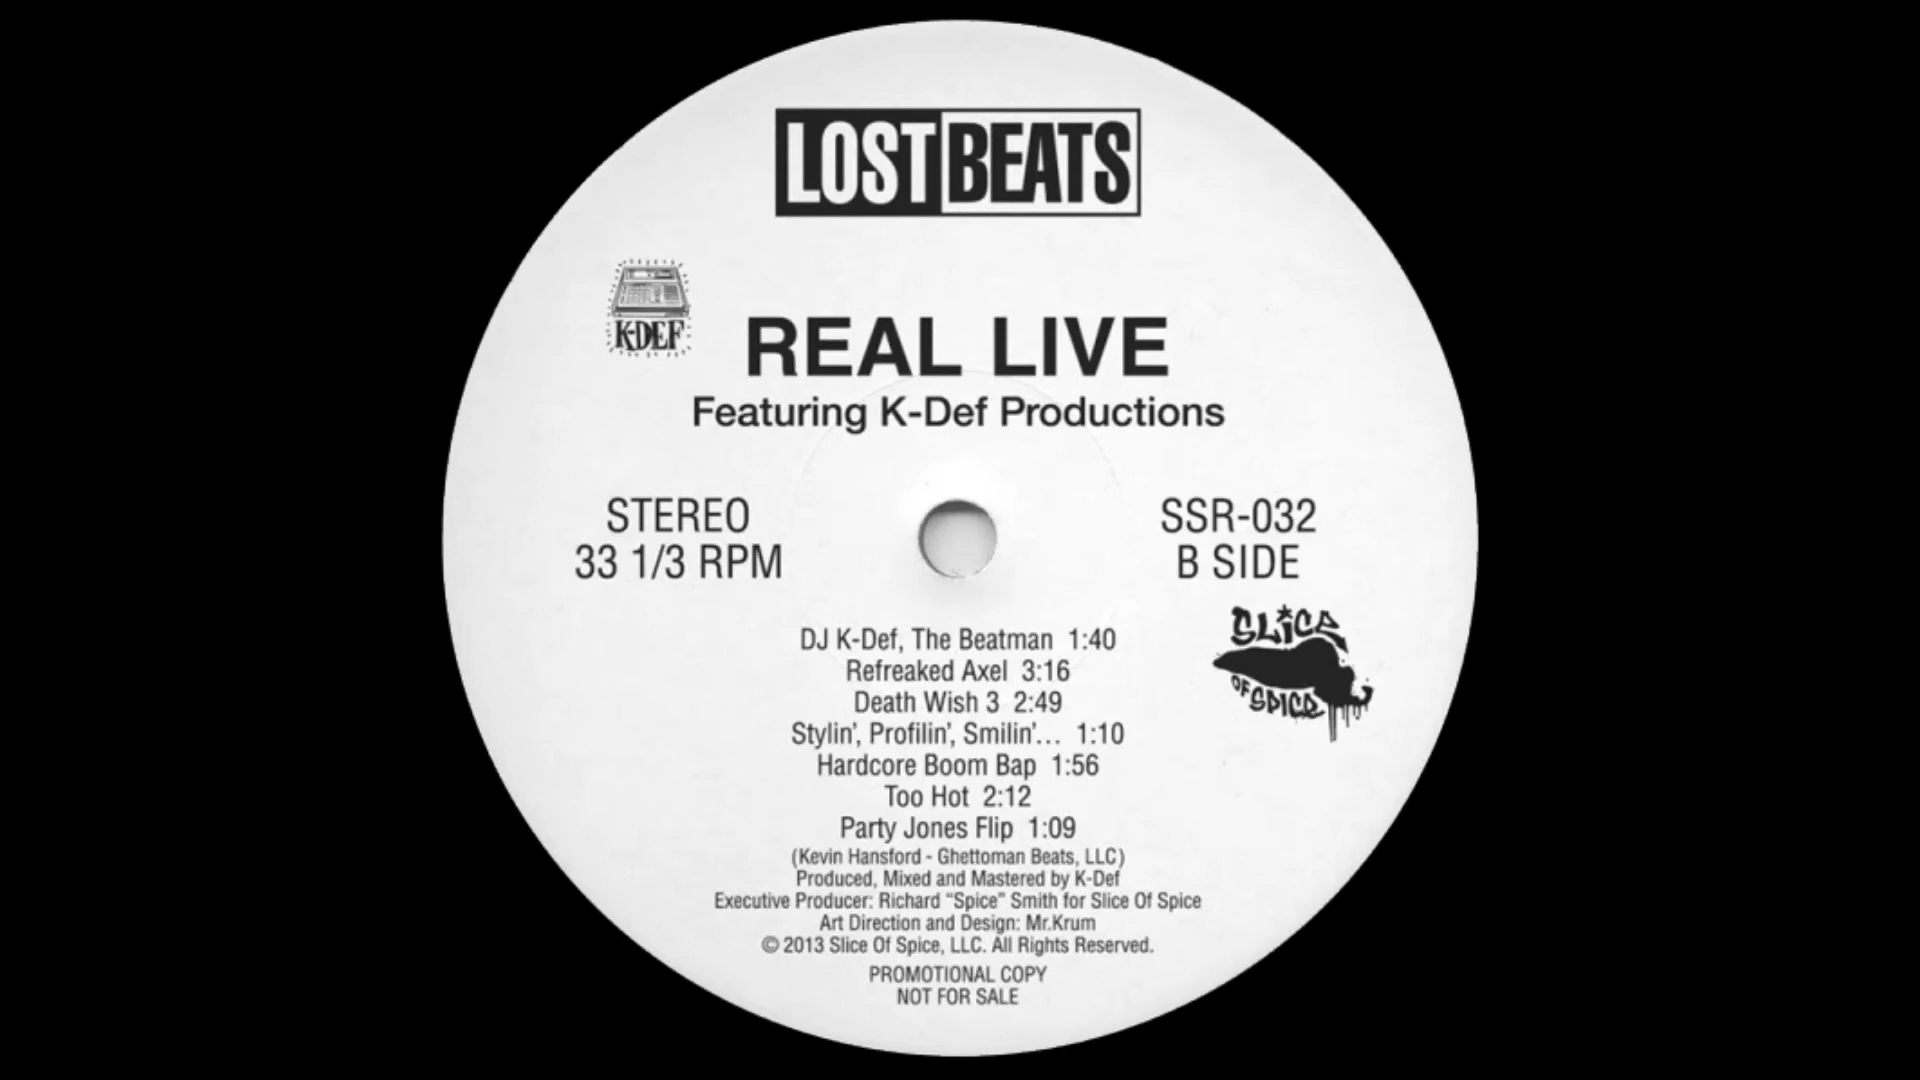 LOST BEATS
K-DEF
REAL LIVE
Featuring K-Def Productions
STEREO
33 1/3 RPM
SSR-032
B SIDE
SLICE
OF SPICE
DJ K-Def, The Beatman 1:40
Refreaked Axel 3:16
Death Wish 3 2:49
Stylin', Profilin', Smilin'... 1:10
Hardcore Boom Bap 1:56
Too Hot 2:12
Party Jones Flip 1:09
(Kevin Hansford - Ghettoman Beats, LLC)
Produced, Mixed and Mastered by K-Def
Executive Producer: Richard "Spice" Smith for Slice Of Spice
Art Direction and Design: Mr.Krum
© 2013 Slice Of Spice, LLC. All Rights Reserved.
PROMOTIONAL COPY
NOT FOR SALE